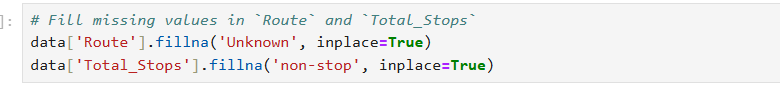 ]: # Fill missing values in `Route` and `Total_Stops`
data['Route'].fillna('Unknown', inplace=True)
data['Total_Stops'].fillna('non-stop', inplace=True)